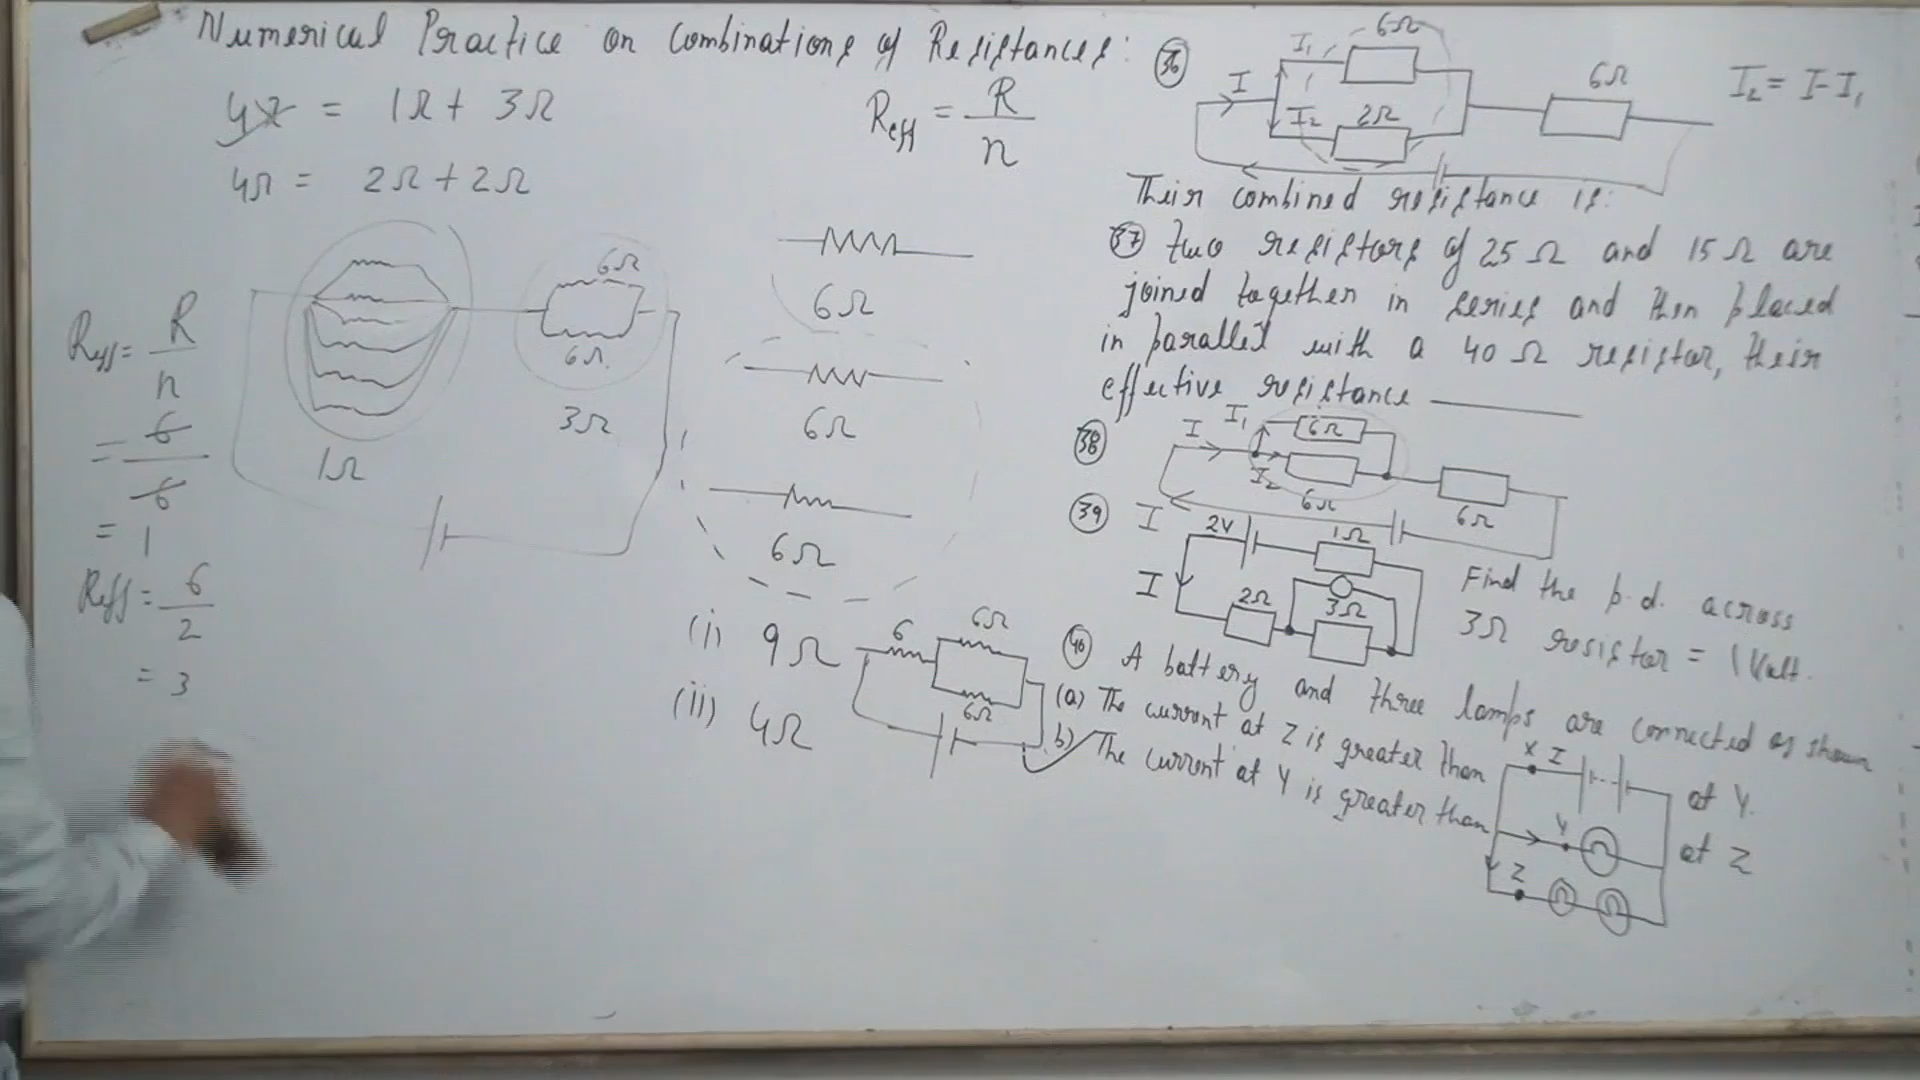 Numerical Practice on Combinations of Resistances:
4Ω = 1Ω + 3Ω
4Ω = 2Ω + 2Ω
Reff = R/n
6Ω
6Ω
3Ω
1Ω
Reff = R/n
= 6/6
= 1
Reff = 6/2
= 3
6Ω
6Ω
6Ω
(i) 9Ω
6
6Ω
6Ω
(ii) 4Ω
36
I
I₁
6Ω
I₂
2Ω
6Ω
I₂ = I-I₁
Their combined resistance is:
37 Two resistors of 25 Ω and 15 Ω are
joined together in series and then placed
in parallel with a 40 Ω resistor, their
effective resistance
38
I
I₁
6Ω
I₂
6Ω
6Ω
39
I
2V
1Ω
I
2Ω
3Ω
Find the p.d. across
3Ω resistor = 1 Volt.
40 A battery and three lamps are connected as shown
(a) The current at Z is greater than at Y.
b) The current at Y is greater than at Z
X I
Y
Z